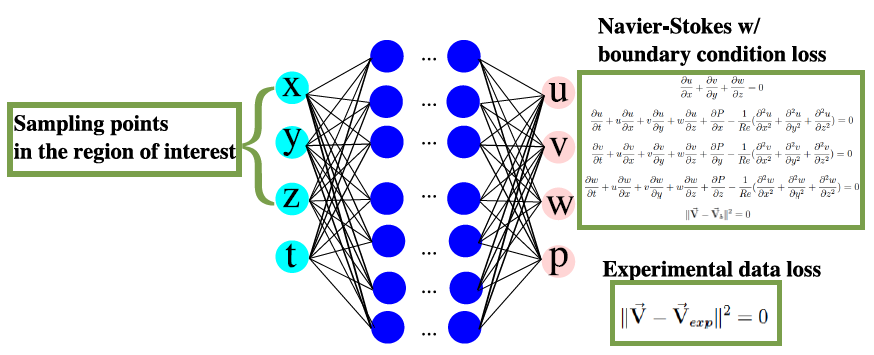 Navier-Stokes w/
boundary condition loss
x
y
z
t
Sampling points
in the region of interest
...
...
...
...
...
...
...
u
v
w
p
∂u/∂x + ∂v/∂y + ∂w/∂z = 0
∂u/∂t + u∂u/∂x + v∂u/∂y + w∂u/∂z + ∂P/∂x − 1/Re(∂²u/∂x² + ∂²u/∂y² + ∂²u/∂z²) = 0
∂v/∂t + u∂v/∂x + v∂v/∂y + w∂v/∂z + ∂P/∂y − 1/Re(∂²v/∂x² + ∂²v/∂y² + ∂²v/∂z²) = 0
∂w/∂t + u∂w/∂x + v∂w/∂y + w∂w/∂z + ∂P/∂z − 1/Re(∂²w/∂x² + ∂²w/∂y² + ∂²w/∂z²) = 0
‖V⃗ − V⃗ ‖² = 0
Experimental data loss
‖V⃗ − V⃗exp‖² = 0